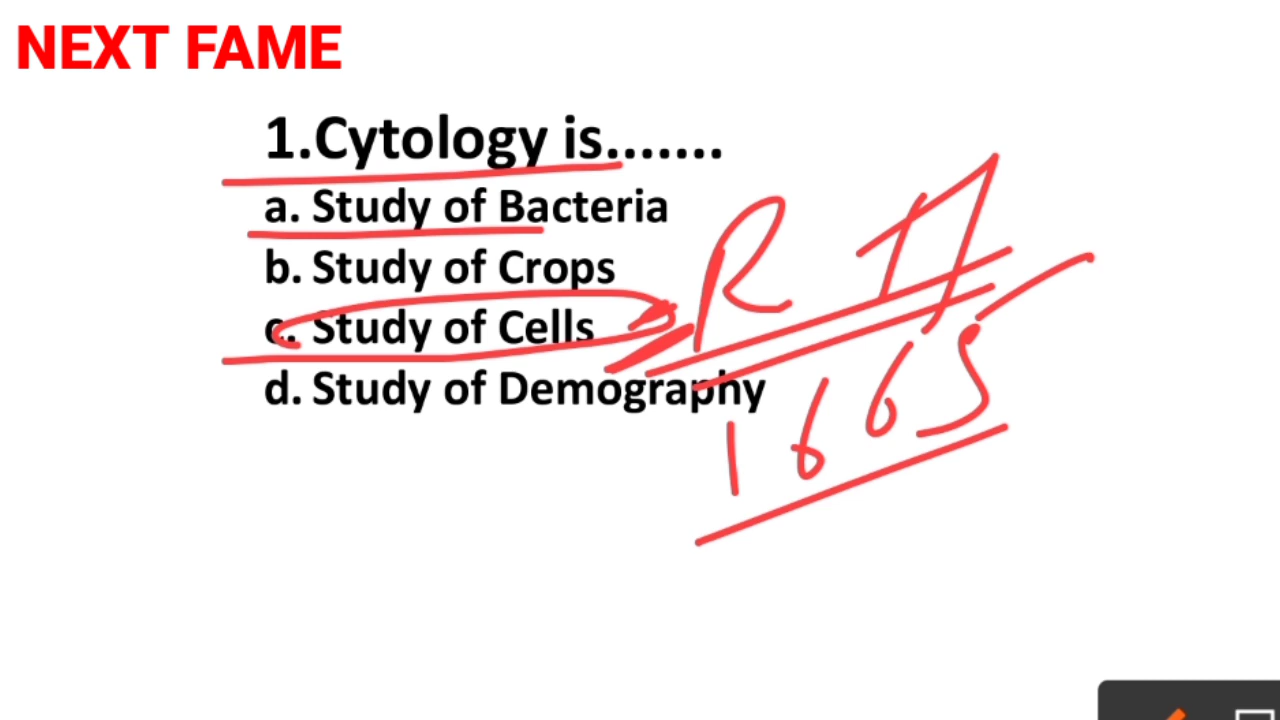 NEXT FAME
1.Cytology is.......
a. Study of Bacteria
b. Study of Crops
c. Study of Cells
d. Study of Demography
1665